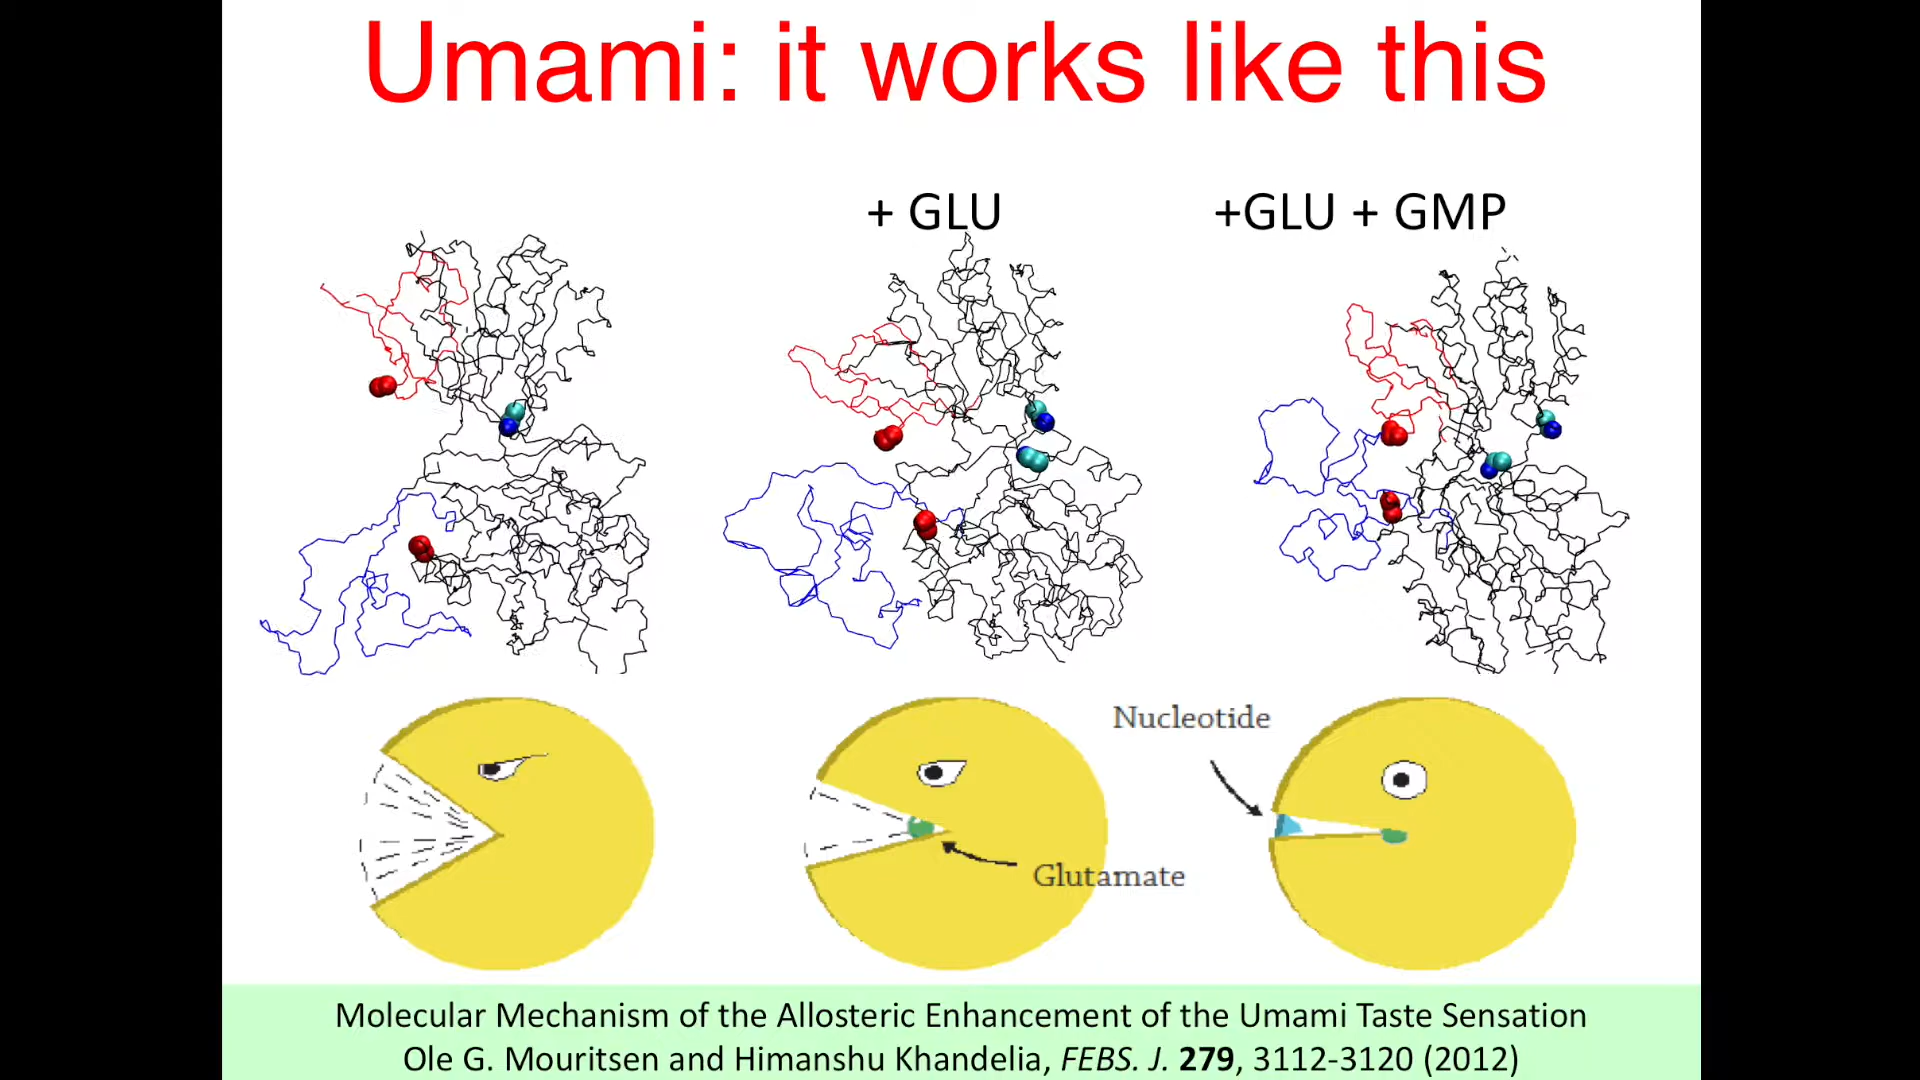 Umami: it works like this
+ GLU
+GLU + GMP
Nucleotide
Glutamate
Molecular Mechanism of the Allosteric Enhancement of the Umami Taste Sensation
Ole G. Mouritsen and Himanshu Khandelia, FEBS. J. 279, 3112-3120 (2012)